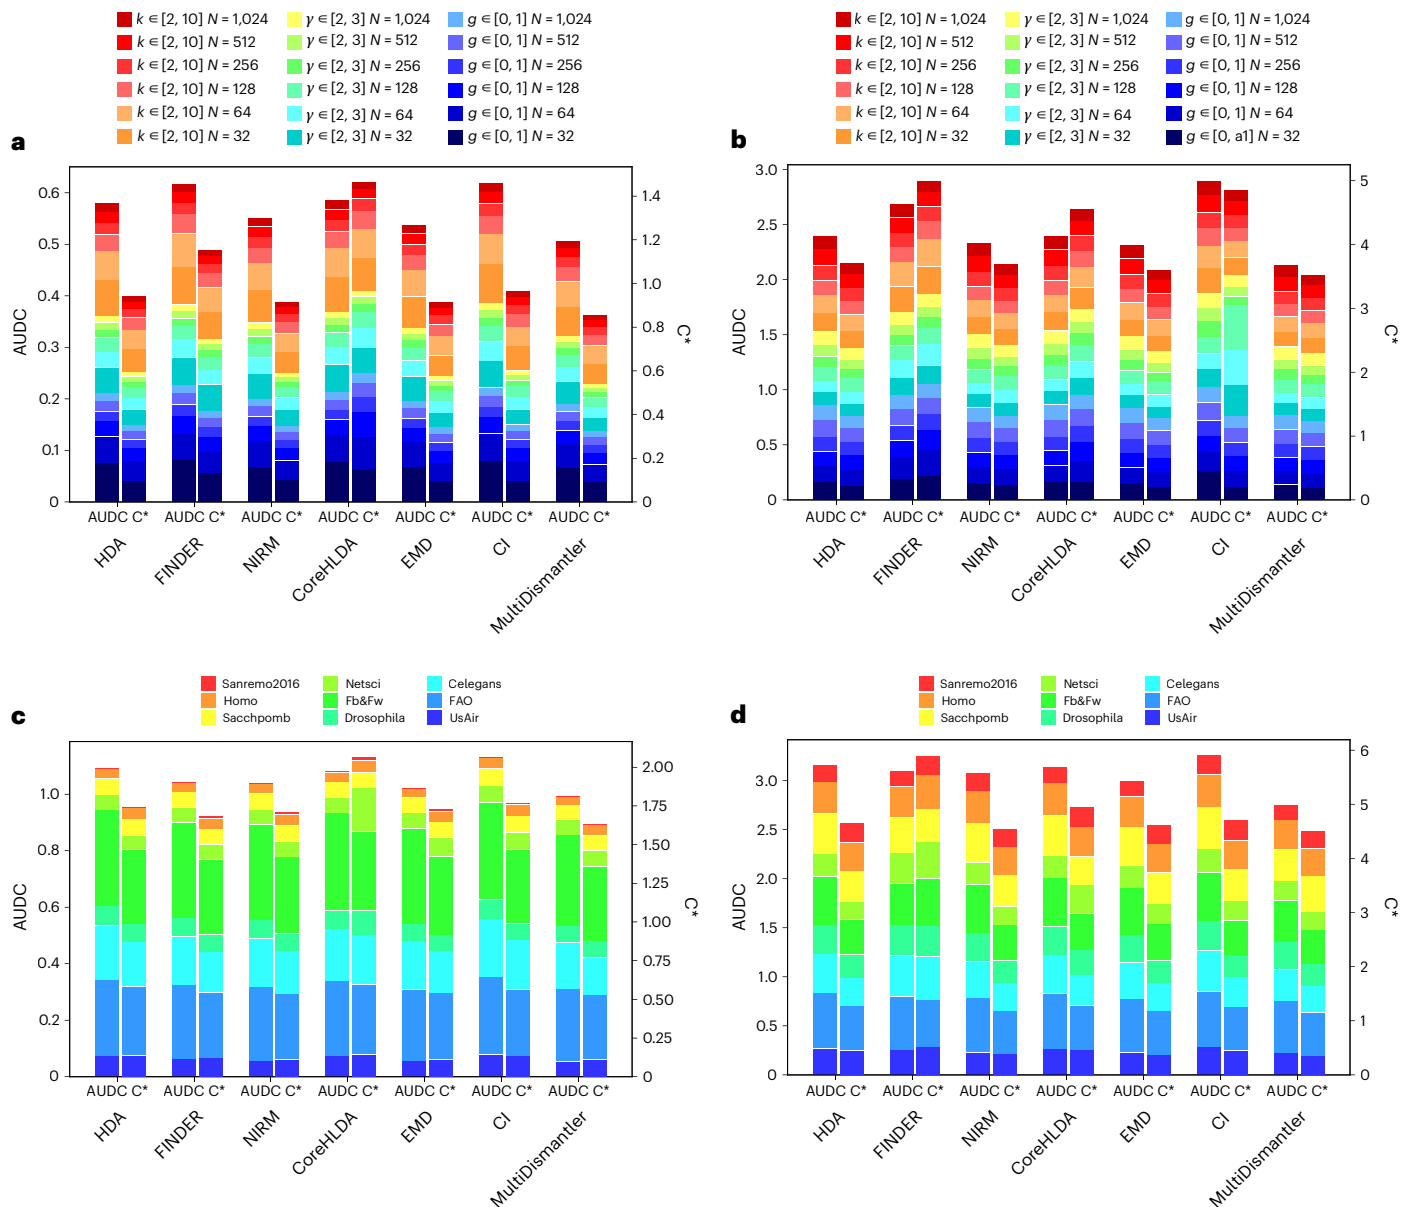 k ∈ [2, 10] N = 1,024 γ ∈ [2, 3] N = 1,024 g ∈ [0, 1] N = 1,024
k ∈ [2, 10] N = 512 γ ∈ [2, 3] N = 512 g ∈ [0, 1] N = 512
k ∈ [2, 10] N = 256 γ ∈ [2, 3] N = 256 g ∈ [0, 1] N = 256
k ∈ [2, 10] N = 128 γ ∈ [2, 3] N = 128 g ∈ [0, 1] N = 128
k ∈ [2, 10] N = 64 γ ∈ [2, 3] N = 64 g ∈ [0, 1] N = 64
k ∈ [2, 10] N = 32 γ ∈ [2, 3] N = 32 g ∈ [0, 1] N = 32
a
0.6
0.5
0.4
0.3
0.2
0.1
0
AUDC
1.4
1.2
1.0
0.8
0.6
0.4
0.2
0
C*
AUDC C* AUDC C* AUDC C* AUDC C* AUDC C* AUDC C* AUDC C*
HDA
FINDER
NIRM
CoreHLDA
EMD
CI
MultiDismantler
k ∈ [2, 10] N = 1,024 γ ∈ [2, 3] N = 1,024 g ∈ [0, 1] N = 1,024
k ∈ [2, 10] N = 512 γ ∈ [2, 3] N = 512 g ∈ [0, 1] N = 512
k ∈ [2, 10] N = 256 γ ∈ [2, 3] N = 256 g ∈ [0, 1] N = 256
k ∈ [2, 10] N = 128 γ ∈ [2, 3] N = 128 g ∈ [0, 1] N = 128
k ∈ [2, 10] N = 64 γ ∈ [2, 3] N = 64 g ∈ [0, 1] N = 64
k ∈ [2, 10] N = 32 γ ∈ [2, 3] N = 32 g ∈ [0, a1] N = 32
b
3.0
2.5
2.0
1.5
1.0
0.5
0
AUDC
5
4
3
2
1
0
C*
AUDC C* AUDC C* AUDC C* AUDC C* AUDC C* AUDC C* AUDC C*
HDA
FINDER
NIRM
CoreHLDA
EMD
CI
MultiDismantler
Sanremo2016 Netsci Celegans
Homo Fb&Fw FAO
Sacchpomb Drosophila UsAir
c
1.0
0.8
0.6
0.4
0.2
0
AUDC
2.00
1.75
1.50
1.25
1.00
0.75
0.50
0.25
0
C*
AUDC C* AUDC C* AUDC C* AUDC C* AUDC C* AUDC C* AUDC C*
HDA
FINDER
NIRM
CoreHLDA
EMD
CI
MultiDismantler
Sanremo2016 Netsci Celegans
Homo Fb&Fw FAO
Sacchpomb Drosophila UsAir
d
3.0
2.5
2.0
1.5
1.0
0.5
0
AUDC
6
5
4
3
2
1
0
C*
AUDC C* AUDC C* AUDC C* AUDC C* AUDC C* AUDC C* AUDC C*
HDA
FINDER
NIRM
CoreHLDA
EMD
CI
MultiDismantler